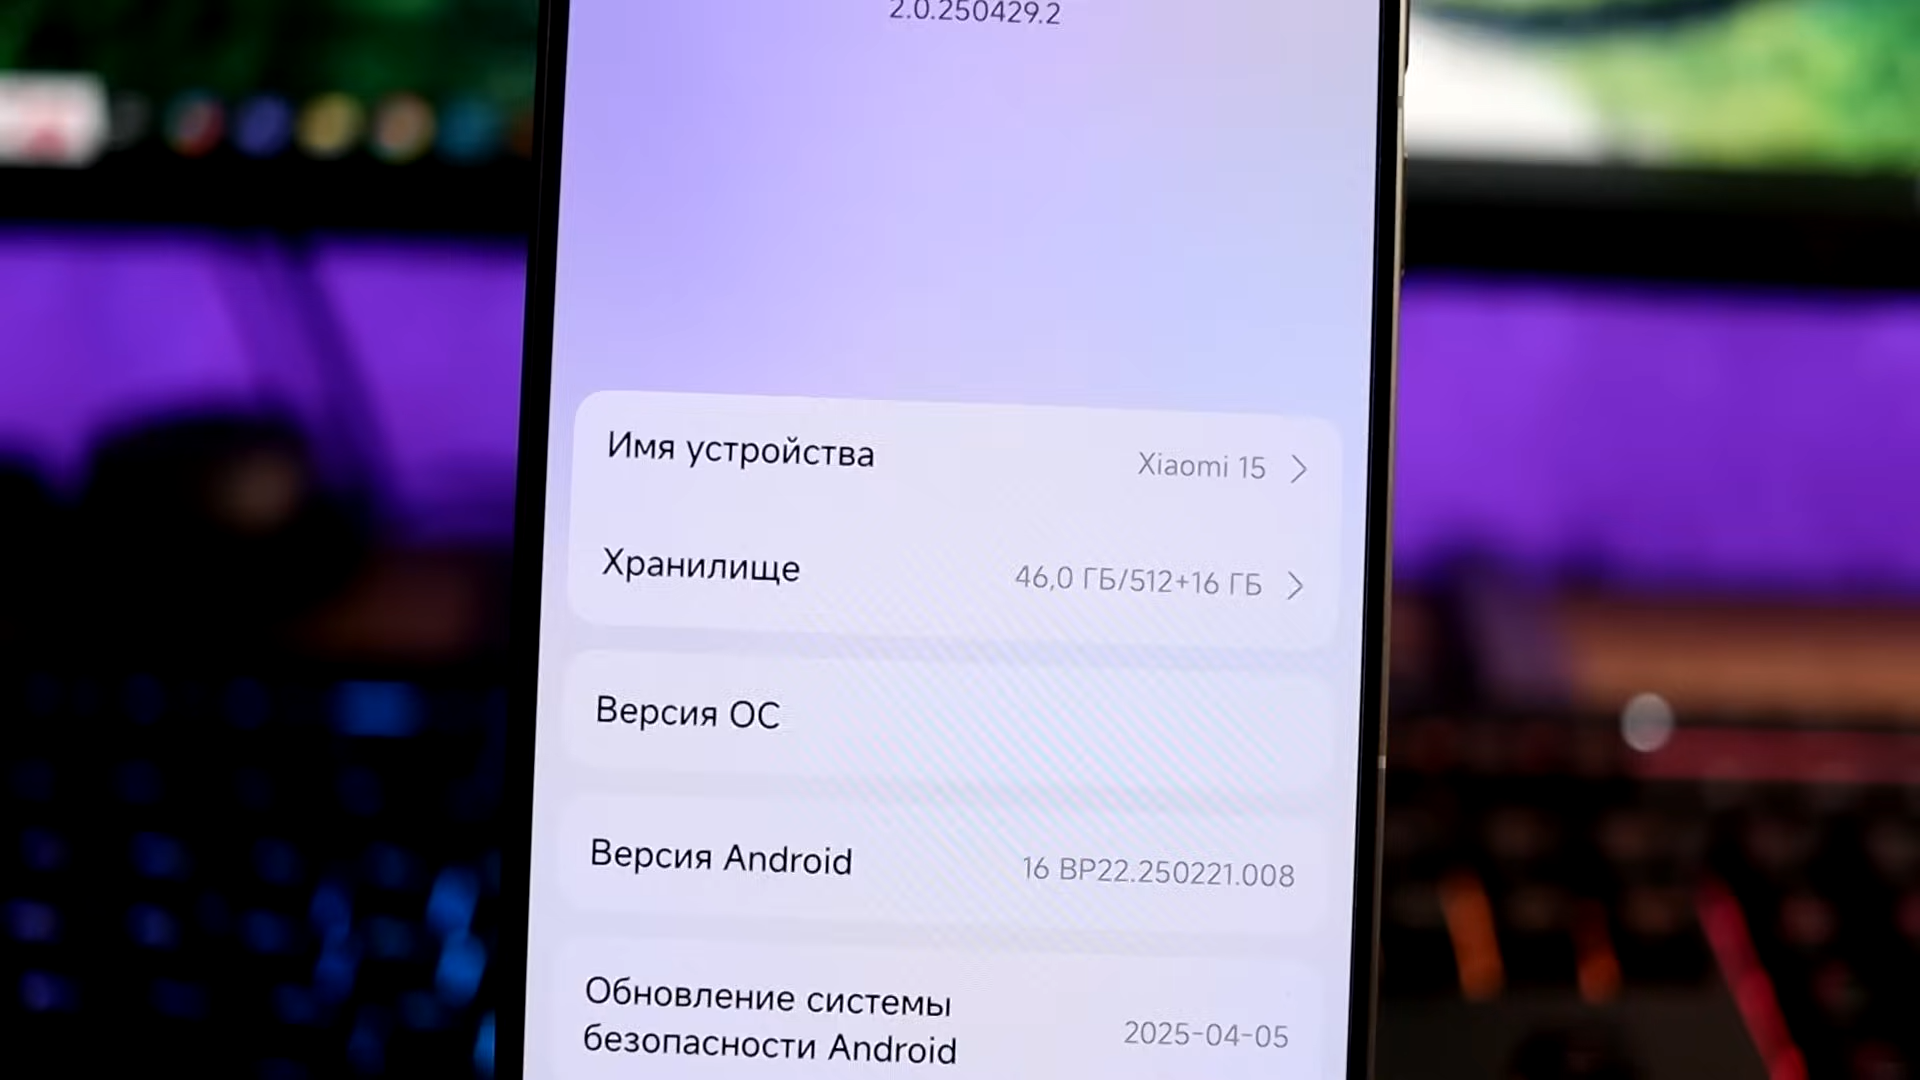 2.0.250429.2
Имя устройства
Xiaomi 15
Хранилище
46,0 ГБ/512+16 ГБ
Версия ОС
Версия Android
16 BP22.250221.008
Обновление системы
безопасности Android
2025-04-05